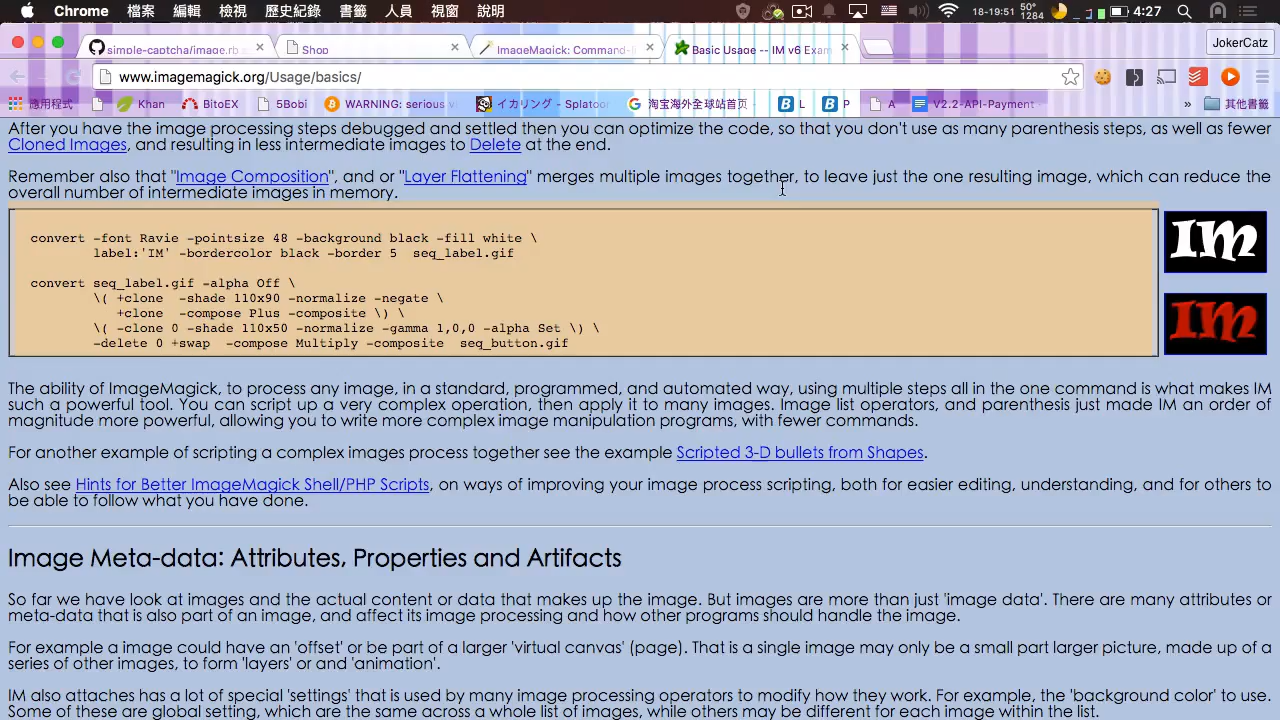 Chrome 檔案 編輯 檢視 歷史紀錄 書籤 人員 視窗 說明 18-19:51 50° 1284 4:27
simple-captcha/image.rb Shop ImageMagick: Command-l Basic Usage -- IM v6 Exam JokerCatz
www.imagemagick.org/Usage/basics/
應用程式 Khan BitoEX 5Bobi WARNING: serious イカリング - Splatoo 淘宝海外全球站首页 L P A V2.2-API-Payment » 其他書籤
After you have the image processing steps debugged and settled then you can optimize the code, so that you don't use as many parenthesis steps, as well as fewer
Cloned Images, and resulting in less intermediate images to Delete at the end.
Remember also that "Image Composition", and or "Layer Flattening" merges multiple images together, to leave just the one resulting image, which can reduce the
overall number of intermediate images in memory.
convert -font Ravie -pointsize 48 -background black -fill white \
label:'IM' -bordercolor black -border 5 seq_label.gif
IM
convert seq_label.gif -alpha Off \
\( +clone -shade 110x90 -normalize -negate \
+clone -compose Plus -composite \) \
\( -clone 0 -shade 110x50 -normalize -gamma 1,0,0 -alpha Set \) \
-delete 0 +swap -compose Multiply -composite seq_button.gif
IM
The ability of ImageMagick, to process any image, in a standard, programmed, and automated way, using multiple steps all in the one command is what makes IM
such a powerful tool. You can script up a very complex operation, then apply it to many images. Image list operators, and parenthesis just made IM an order of
magnitude more powerful, allowing you to write more complex image manipulation programs, with fewer commands.
For another example of scripting a complex images process together see the example Scripted 3-D bullets from Shapes.
Also see Hints for Better ImageMagick Shell/PHP Scripts, on ways of improving your image process scripting, both for easier editing, understanding, and for others to
be able to follow what you have done.
Image Meta-data: Attributes, Properties and Artifacts
So far we have look at images and the actual content or data that makes up the image. But images are more than just 'image data'. There are many attributes or
meta-data that is also part of an image, and affect its image processing and how other programs should handle the image.
For example a image could have an 'offset' or be part of a larger 'virtual canvas' (page). That is a single image may only be a small part larger picture, made up of a
series of other images, to form 'layers' or and 'animation'.
IM also attaches has a lot of special 'settings' that is used by many image processing operators to modify how they work. For example, the 'background color' to use.
Some of these are global setting, which are the same across a whole list of images, while others may be different for each image within the list.